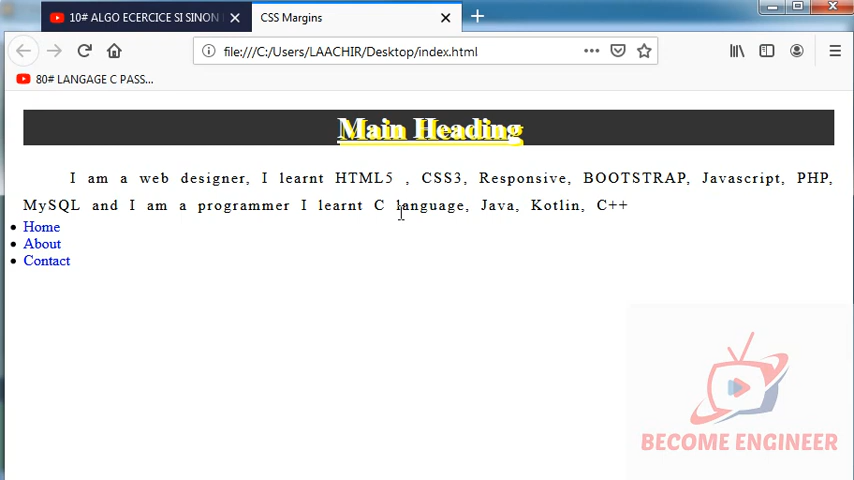 10# ALGO ECERCICE SI SINON
CSS Margins
file:///C:/Users/LAACHIR/Desktop/index.html
80# LANGAGE C PASS...
Main Heading
I am a web designer, I learnt HTML5 , CSS3, Responsive, BOOTSTRAP, Javascript, PHP,
MySQL and I am a programmer I learnt C language, Java, Kotlin, C++
Home
About
Contact
BECOME ENGINEER